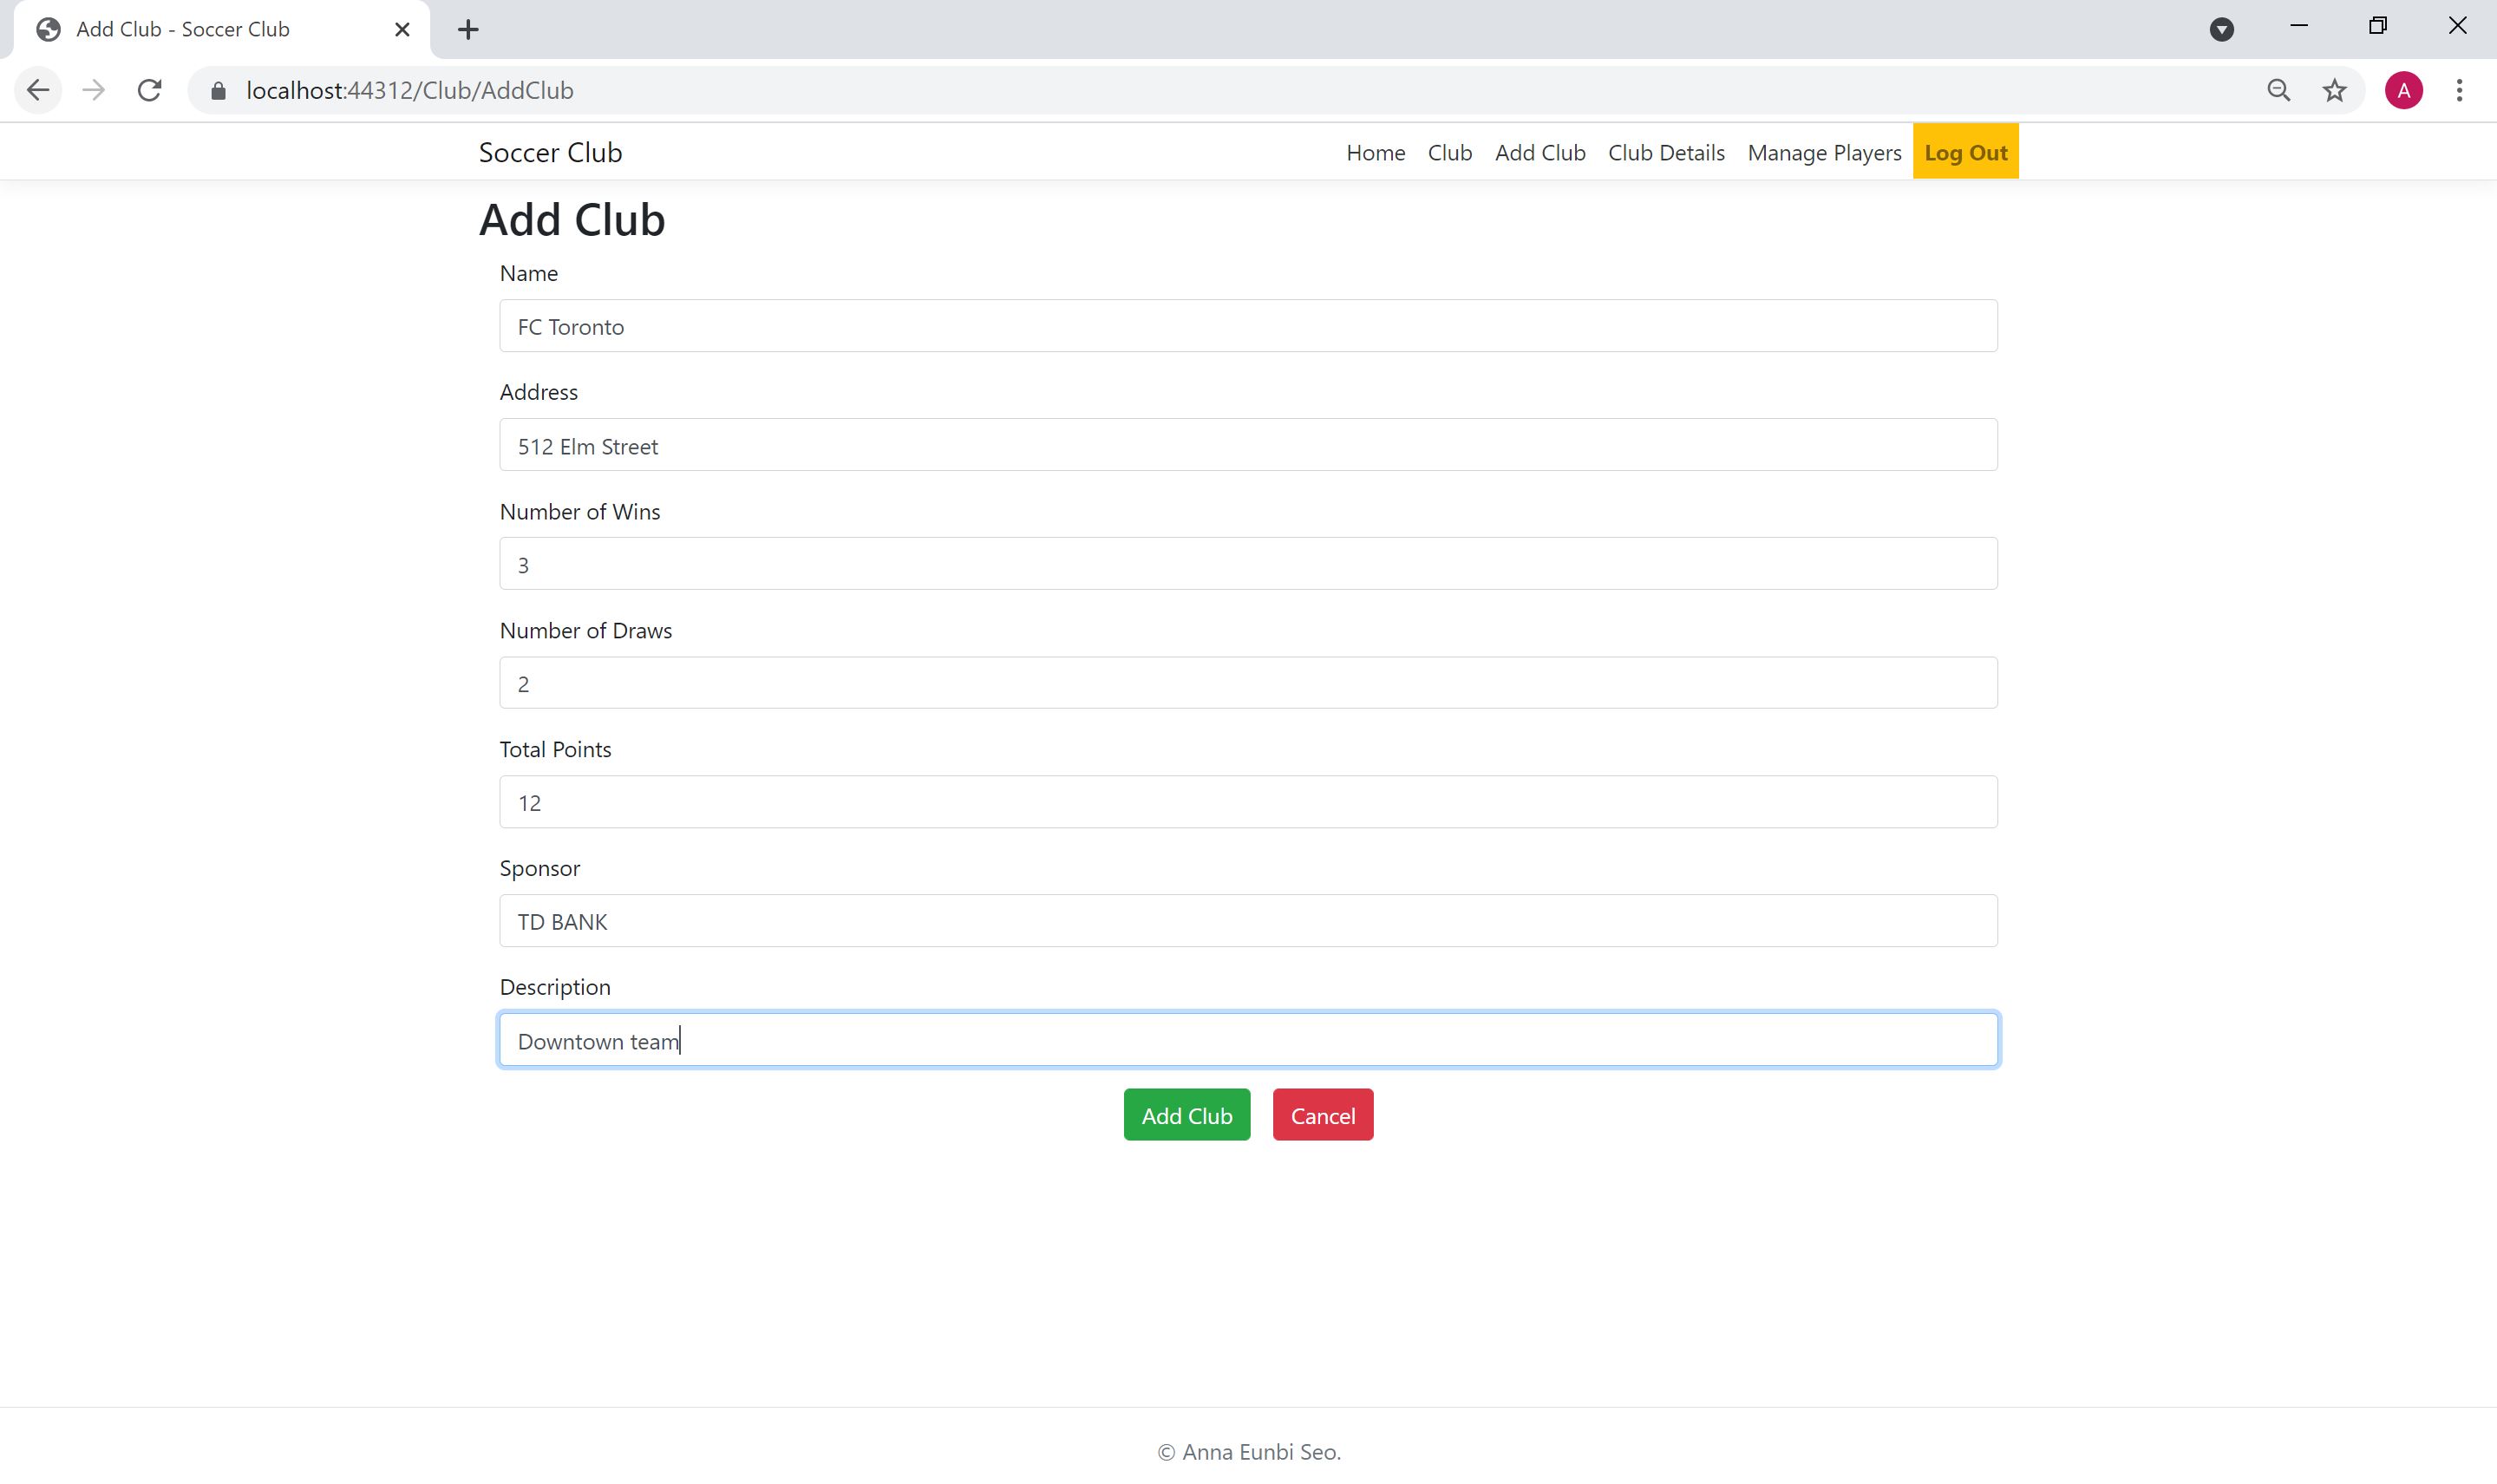 Add Club - Soccer Club
localhost:44312/Club/AddClub
A
Soccer Club
Home Club Add Club Club Details Manage Players Log Out
Add Club
Name
FC Toronto
Address
512 Elm Street
Number of Wins
3
Number of Draws
2
Total Points
12
Sponsor
TD BANK
Description
Downtown team
Add Club Cancel
© Anna Eunbi Seo.